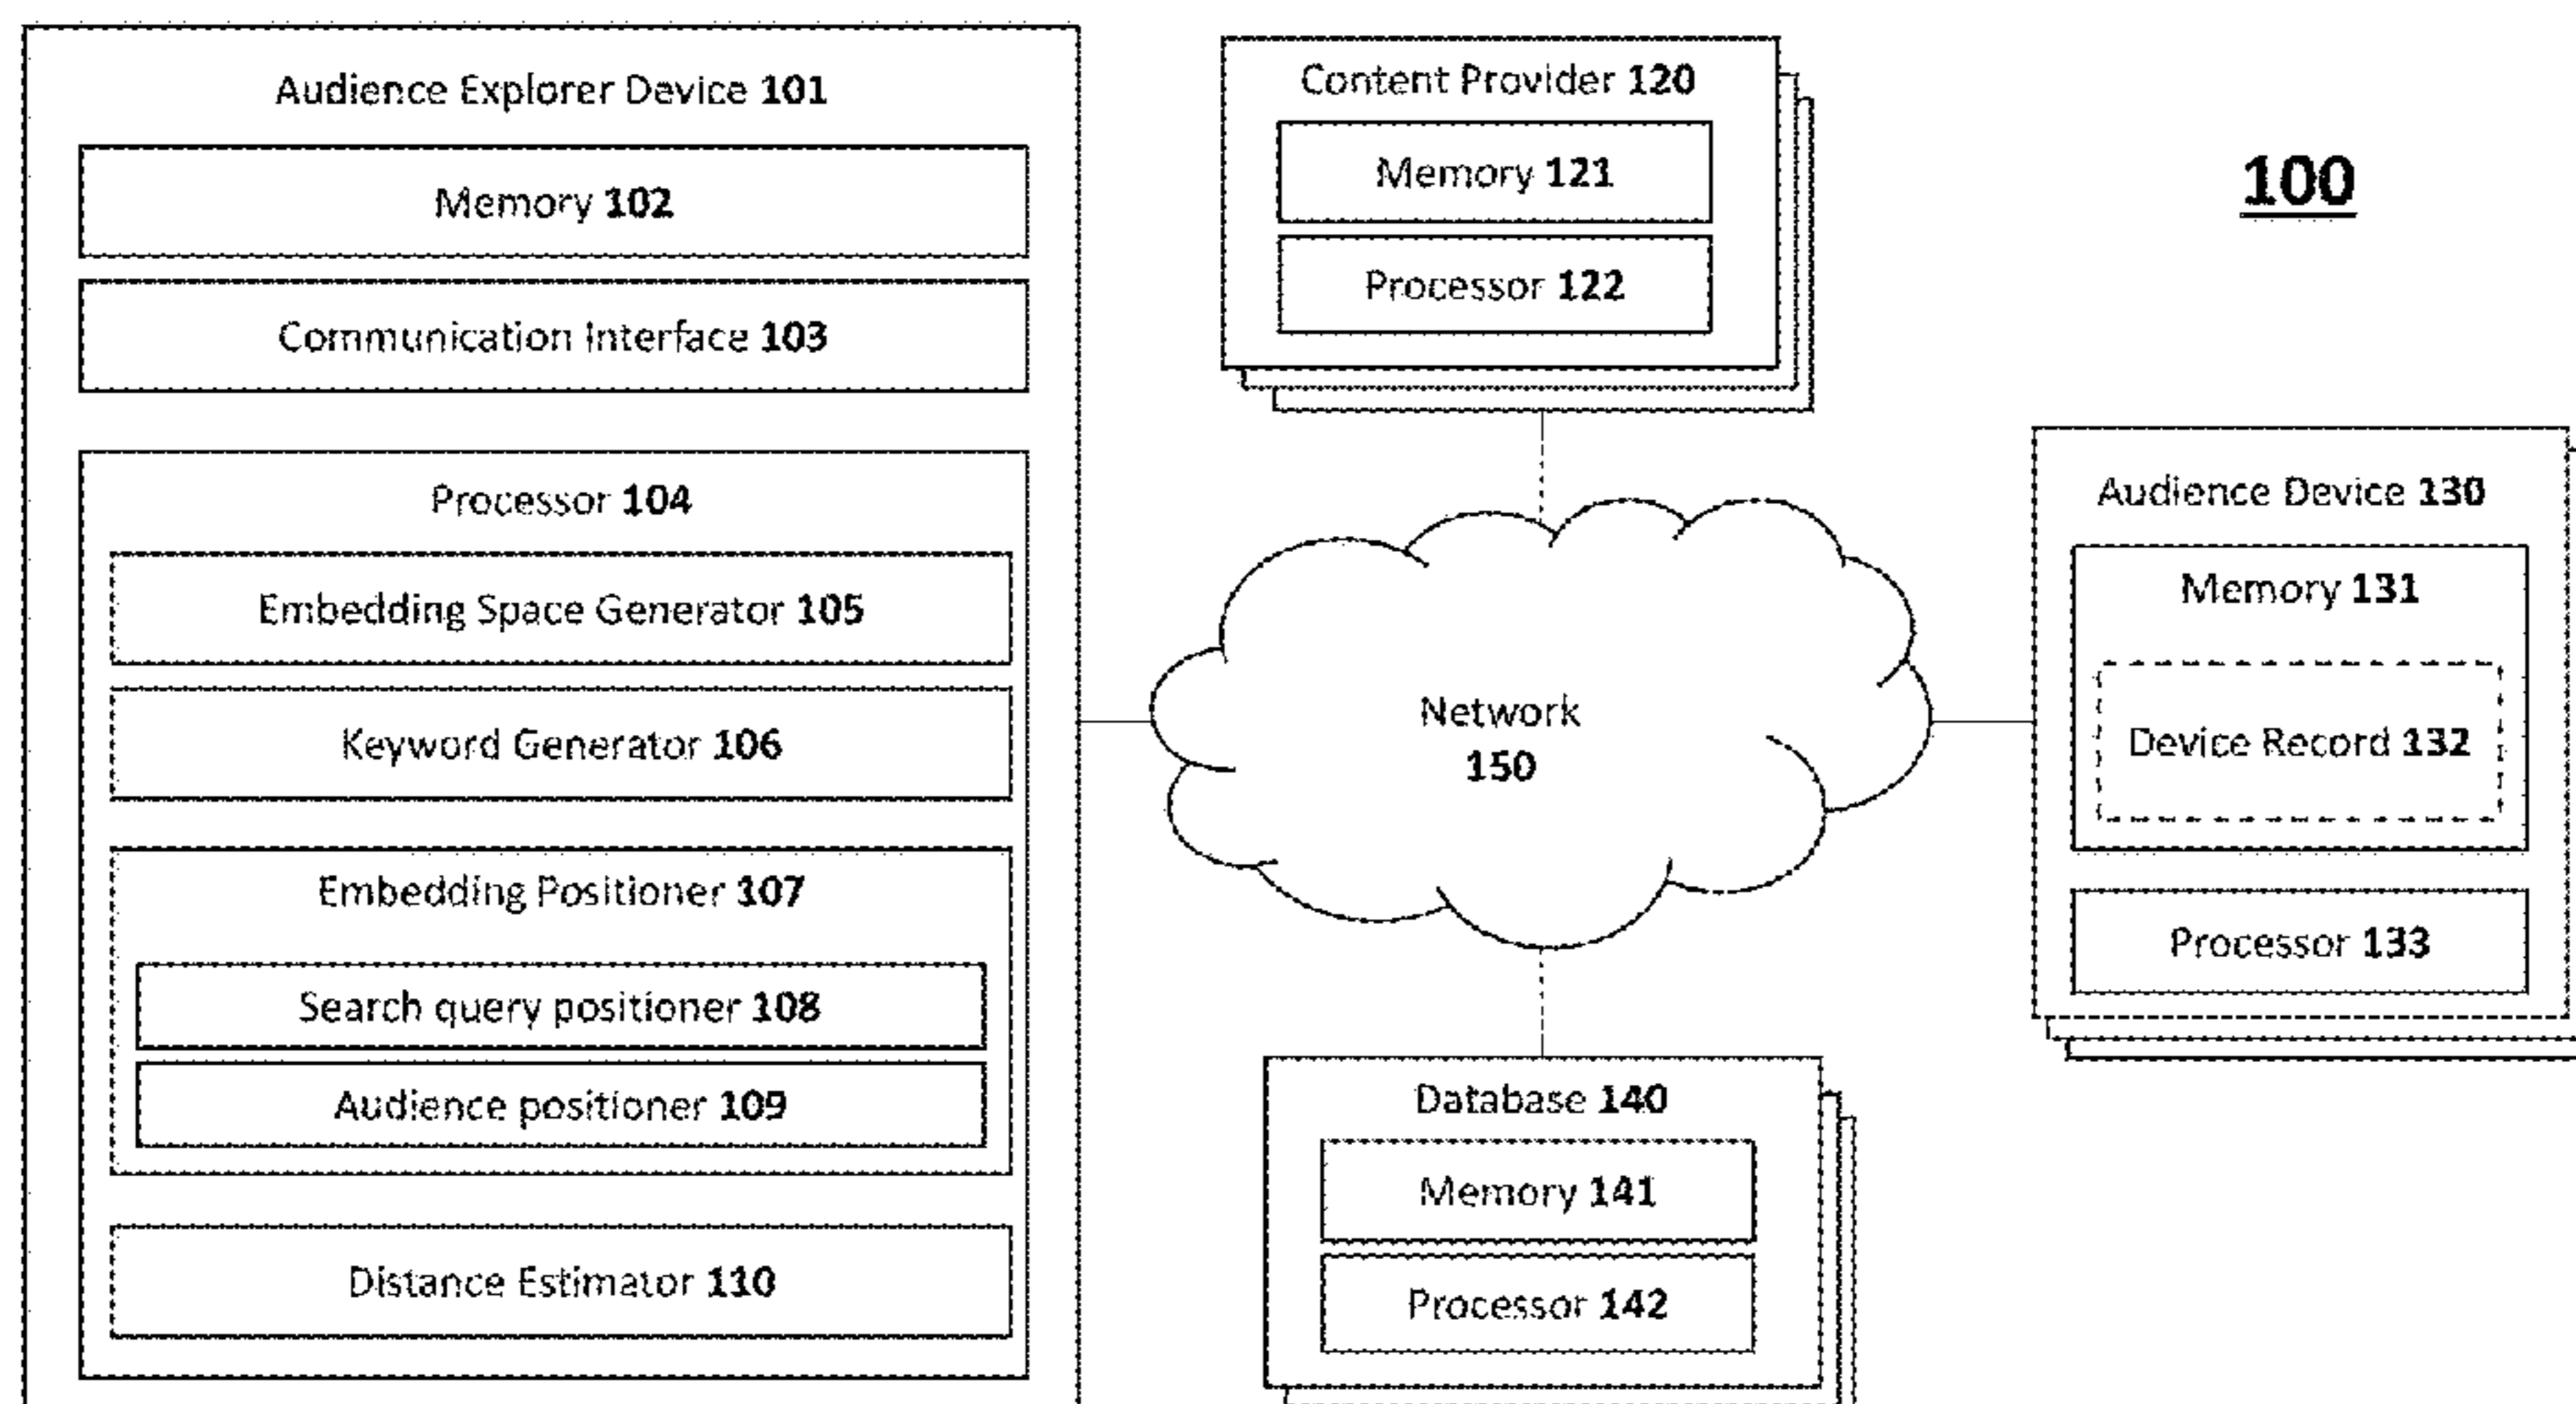 Audience Explorer Device 101
Memory 102
Communication Interface 103
Processor 104
Embedding Space Generator 105
Keyword Generator 106
Embedding Positioner 107
Search query positioner 108
Audience positioner 109
Distance Estimator 110
Content Provider 120
Memory 121
Processor 122
100
Network
150
Audience Device 130
Memory 131
Device Record 132
Processor 133
Database 140
Memory 141
Processor 142